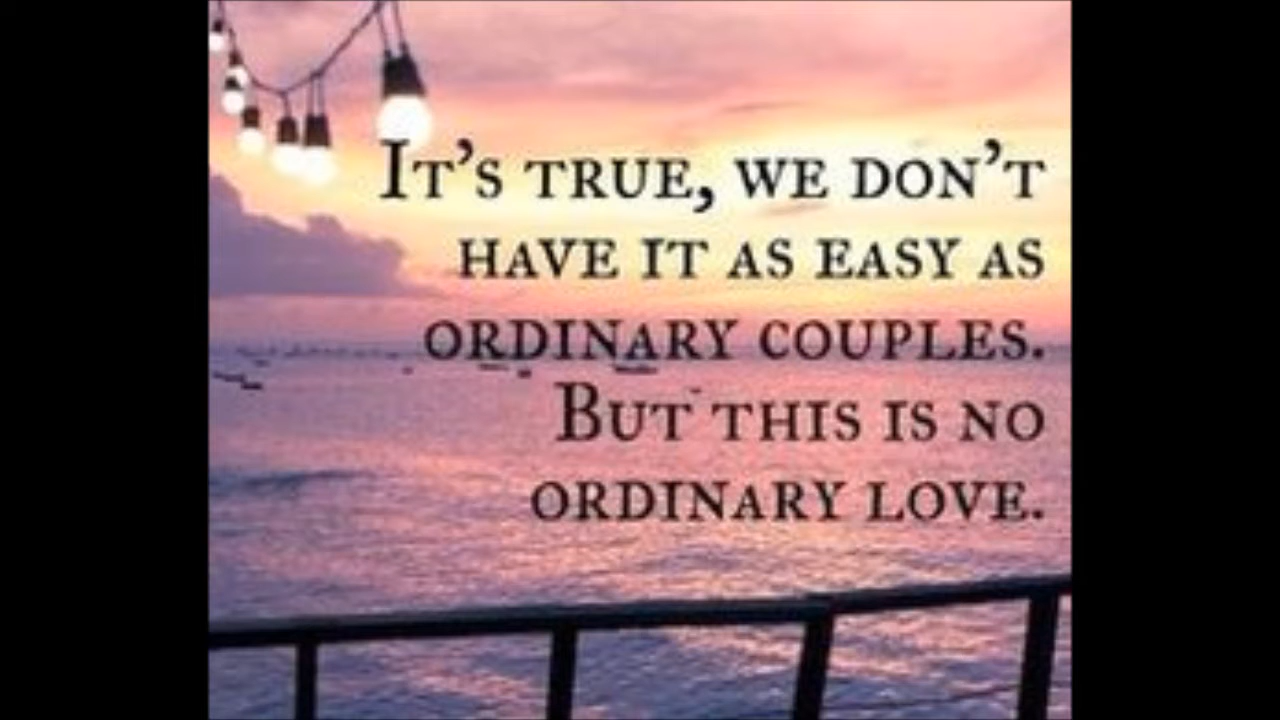 It's true, we don't
have it as easy as
ordinary couples.
But this is no
ordinary love.